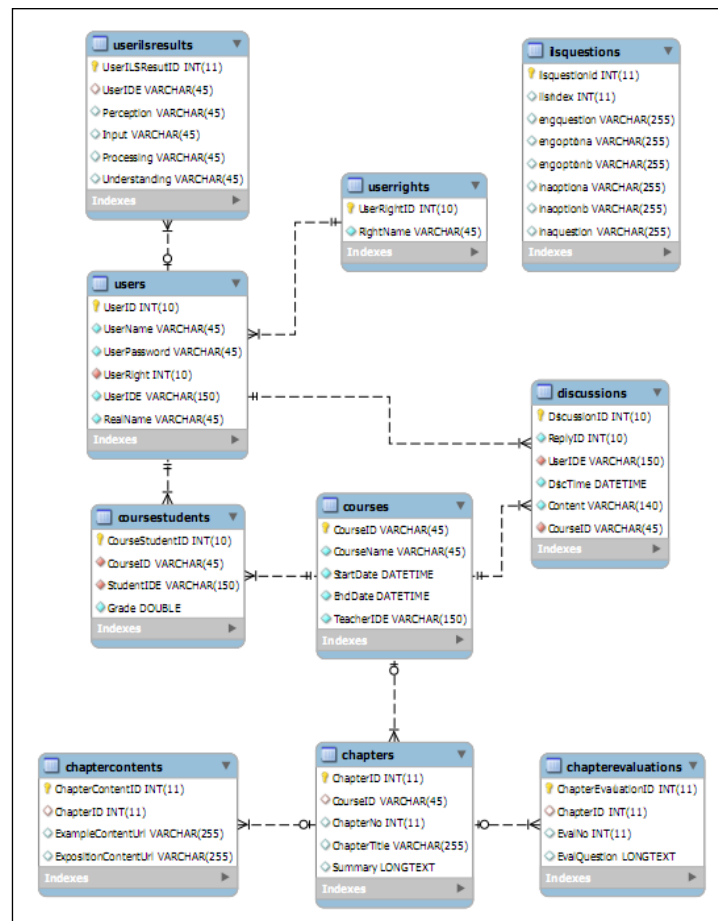 userilsresults
UserILSResutID INT(11)
UserIDE VARCHAR(45)
Perception VARCHAR(45)
Input VARCHAR(45)
Processing VARCHAR(45)
Understanding VARCHAR(45)
Indexes
ilsquestions
ilsquestionid INT(11)
ilsindex INT(11)
engquestion VARCHAR(255)
engoptona VARCHAR(255)
engoptonb VARCHAR(255)
inaoptiona VARCHAR(255)
inaoptionb VARCHAR(255)
inaquestion VARCHAR(255)
Indexes
userrights
UserRightID INT(10)
RightName VARCHAR(45)
Indexes
users
UserID INT(10)
UserName VARCHAR(45)
UserPassword VARCHAR(45)
UserRight INT(10)
UserIDE VARCHAR(150)
RealName VARCHAR(45)
Indexes
discussions
DscussionID INT(10)
ReplyID INT(10)
UserIDE VARCHAR(150)
DscTime DATETIME
Content VARCHAR(140)
CourseID VARCHAR(45)
Indexes
coursestudents
CourseStudentID INT(10)
CourseID VARCHAR(45)
StudentIDE VARCHAR(150)
Grade DOUBLE
Indexes
courses
CourseID VARCHAR(45)
CourseName VARCHAR(45)
StartDate DATETIME
EndDate DATETIME
TeacherIDE VARCHAR(150)
Indexes
chaptercontents
ChapterContentID INT(11)
ChapterID INT(11)
ExampleContentUrl VARCHAR(255)
ExpositionContentUrl VARCHAR(255)
Indexes
chapters
ChapterID INT(11)
CourseID VARCHAR(45)
ChapterNo INT(11)
ChapterTitle VARCHAR(255)
Summary LONGTEXT
Indexes
chapterevaluations
ChapterEvaluationID INT(11)
ChapterID INT(11)
EvalNo INT(11)
EvalQuestion LONGTEXT
Indexes